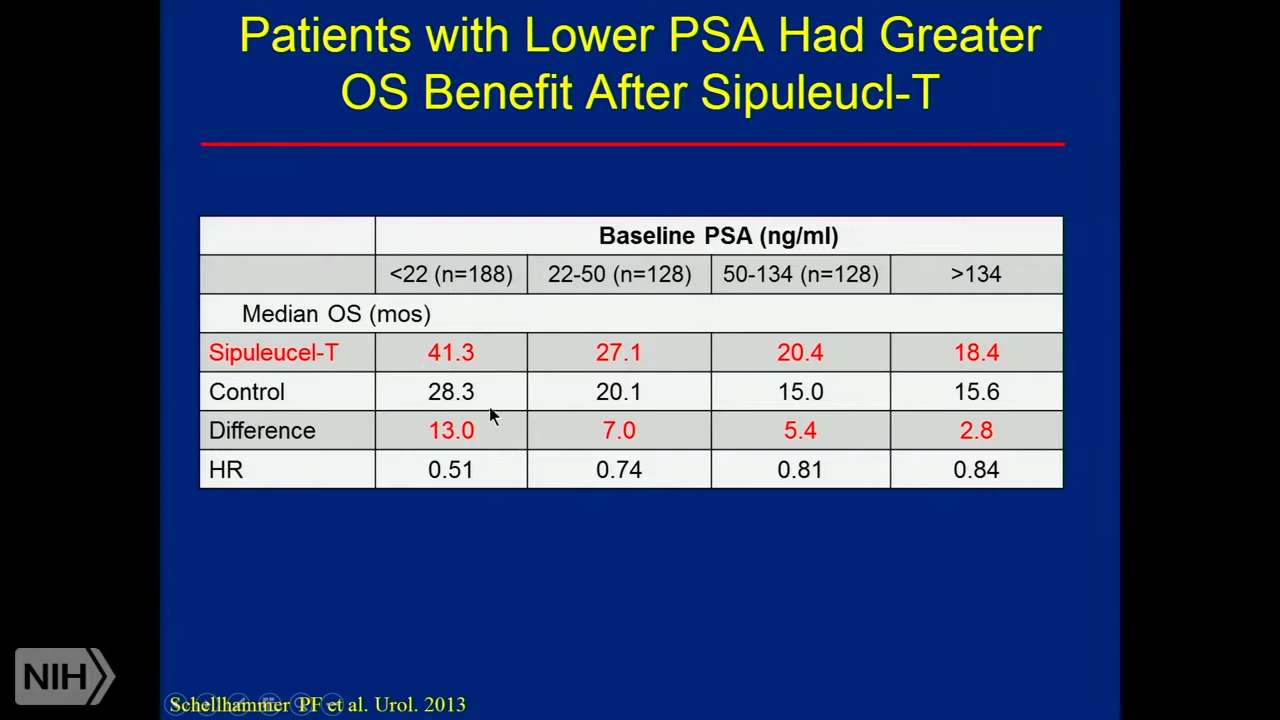 Patients with Lower PSA Had Greater
OS Benefit After Sipuleucl-T
Baseline PSA (ng/ml)
<22 (n=188) 22-50 (n=128) 50-134 (n=128) >134
Median OS (mos)
Sipuleucel-T 41.3 27.1 20.4 18.4
Control 28.3 20.1 15.0 15.6
Difference 13.0 7.0 5.4 2.8
HR 0.51 0.74 0.81 0.84
NIH
Schellhammer PF et al. Urol. 2013